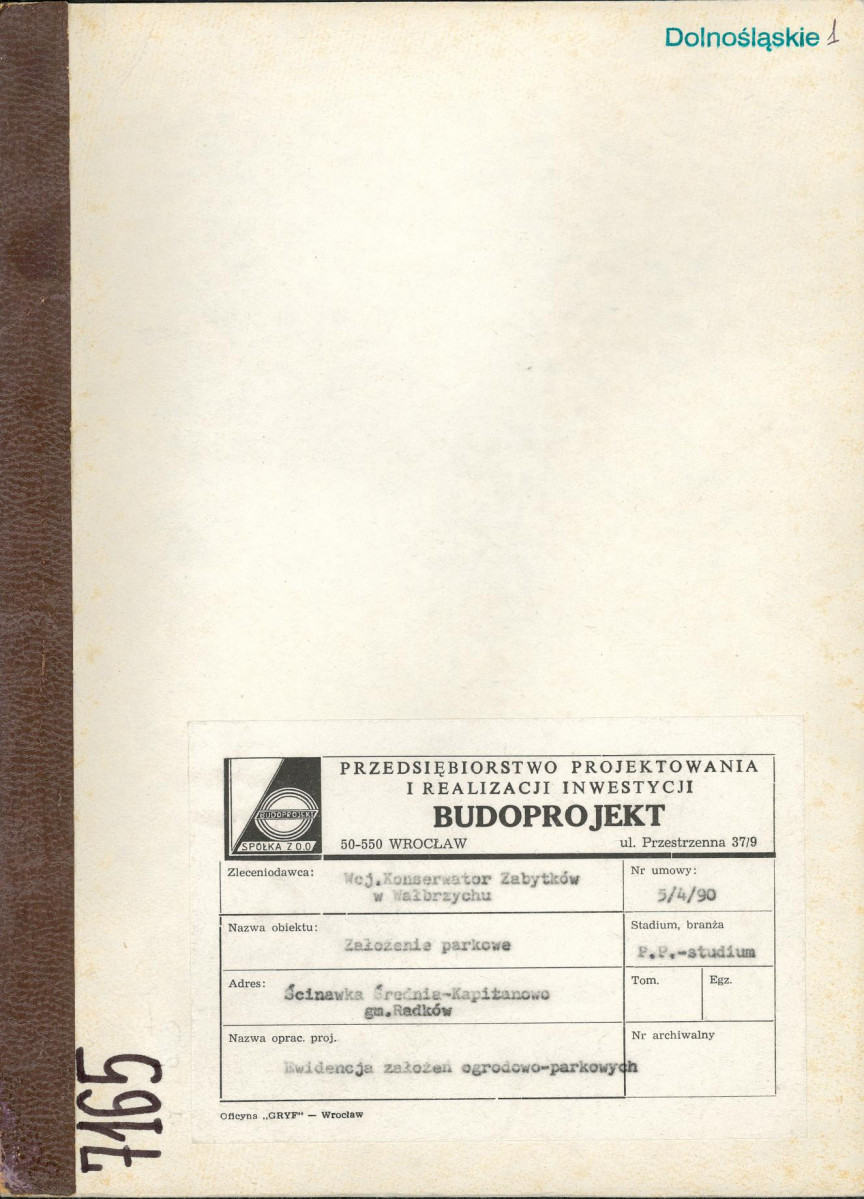 Dolnośląskie 1
PRZEDSIĘBIORSTWO PROJEKTOWANIA
I REALIZACJI INWESTYCJI
BUDOPROJEKT
BUDOPROJEKT
SPÓŁKA Z O.O
50-550 WROCŁAW ul. Przestrzenna 37/9
Zleceniodawca: Woj.Konserwator Zabytków
w Wałbrzychu
Nr umowy:
5/4/90
Nazwa obiektu:
Założenie parkowe
Stadium, branża
P.P.-studium
Adres:
Ścinawka Średnia-Kapitanowo
gm.Radków
Tom. Egz.
Nazwa oprac. proj.
Ewidencja założeń ogrodowo-parkowych
Nr archiwalny
Oficyna „GRYF" — Wrocław
7165